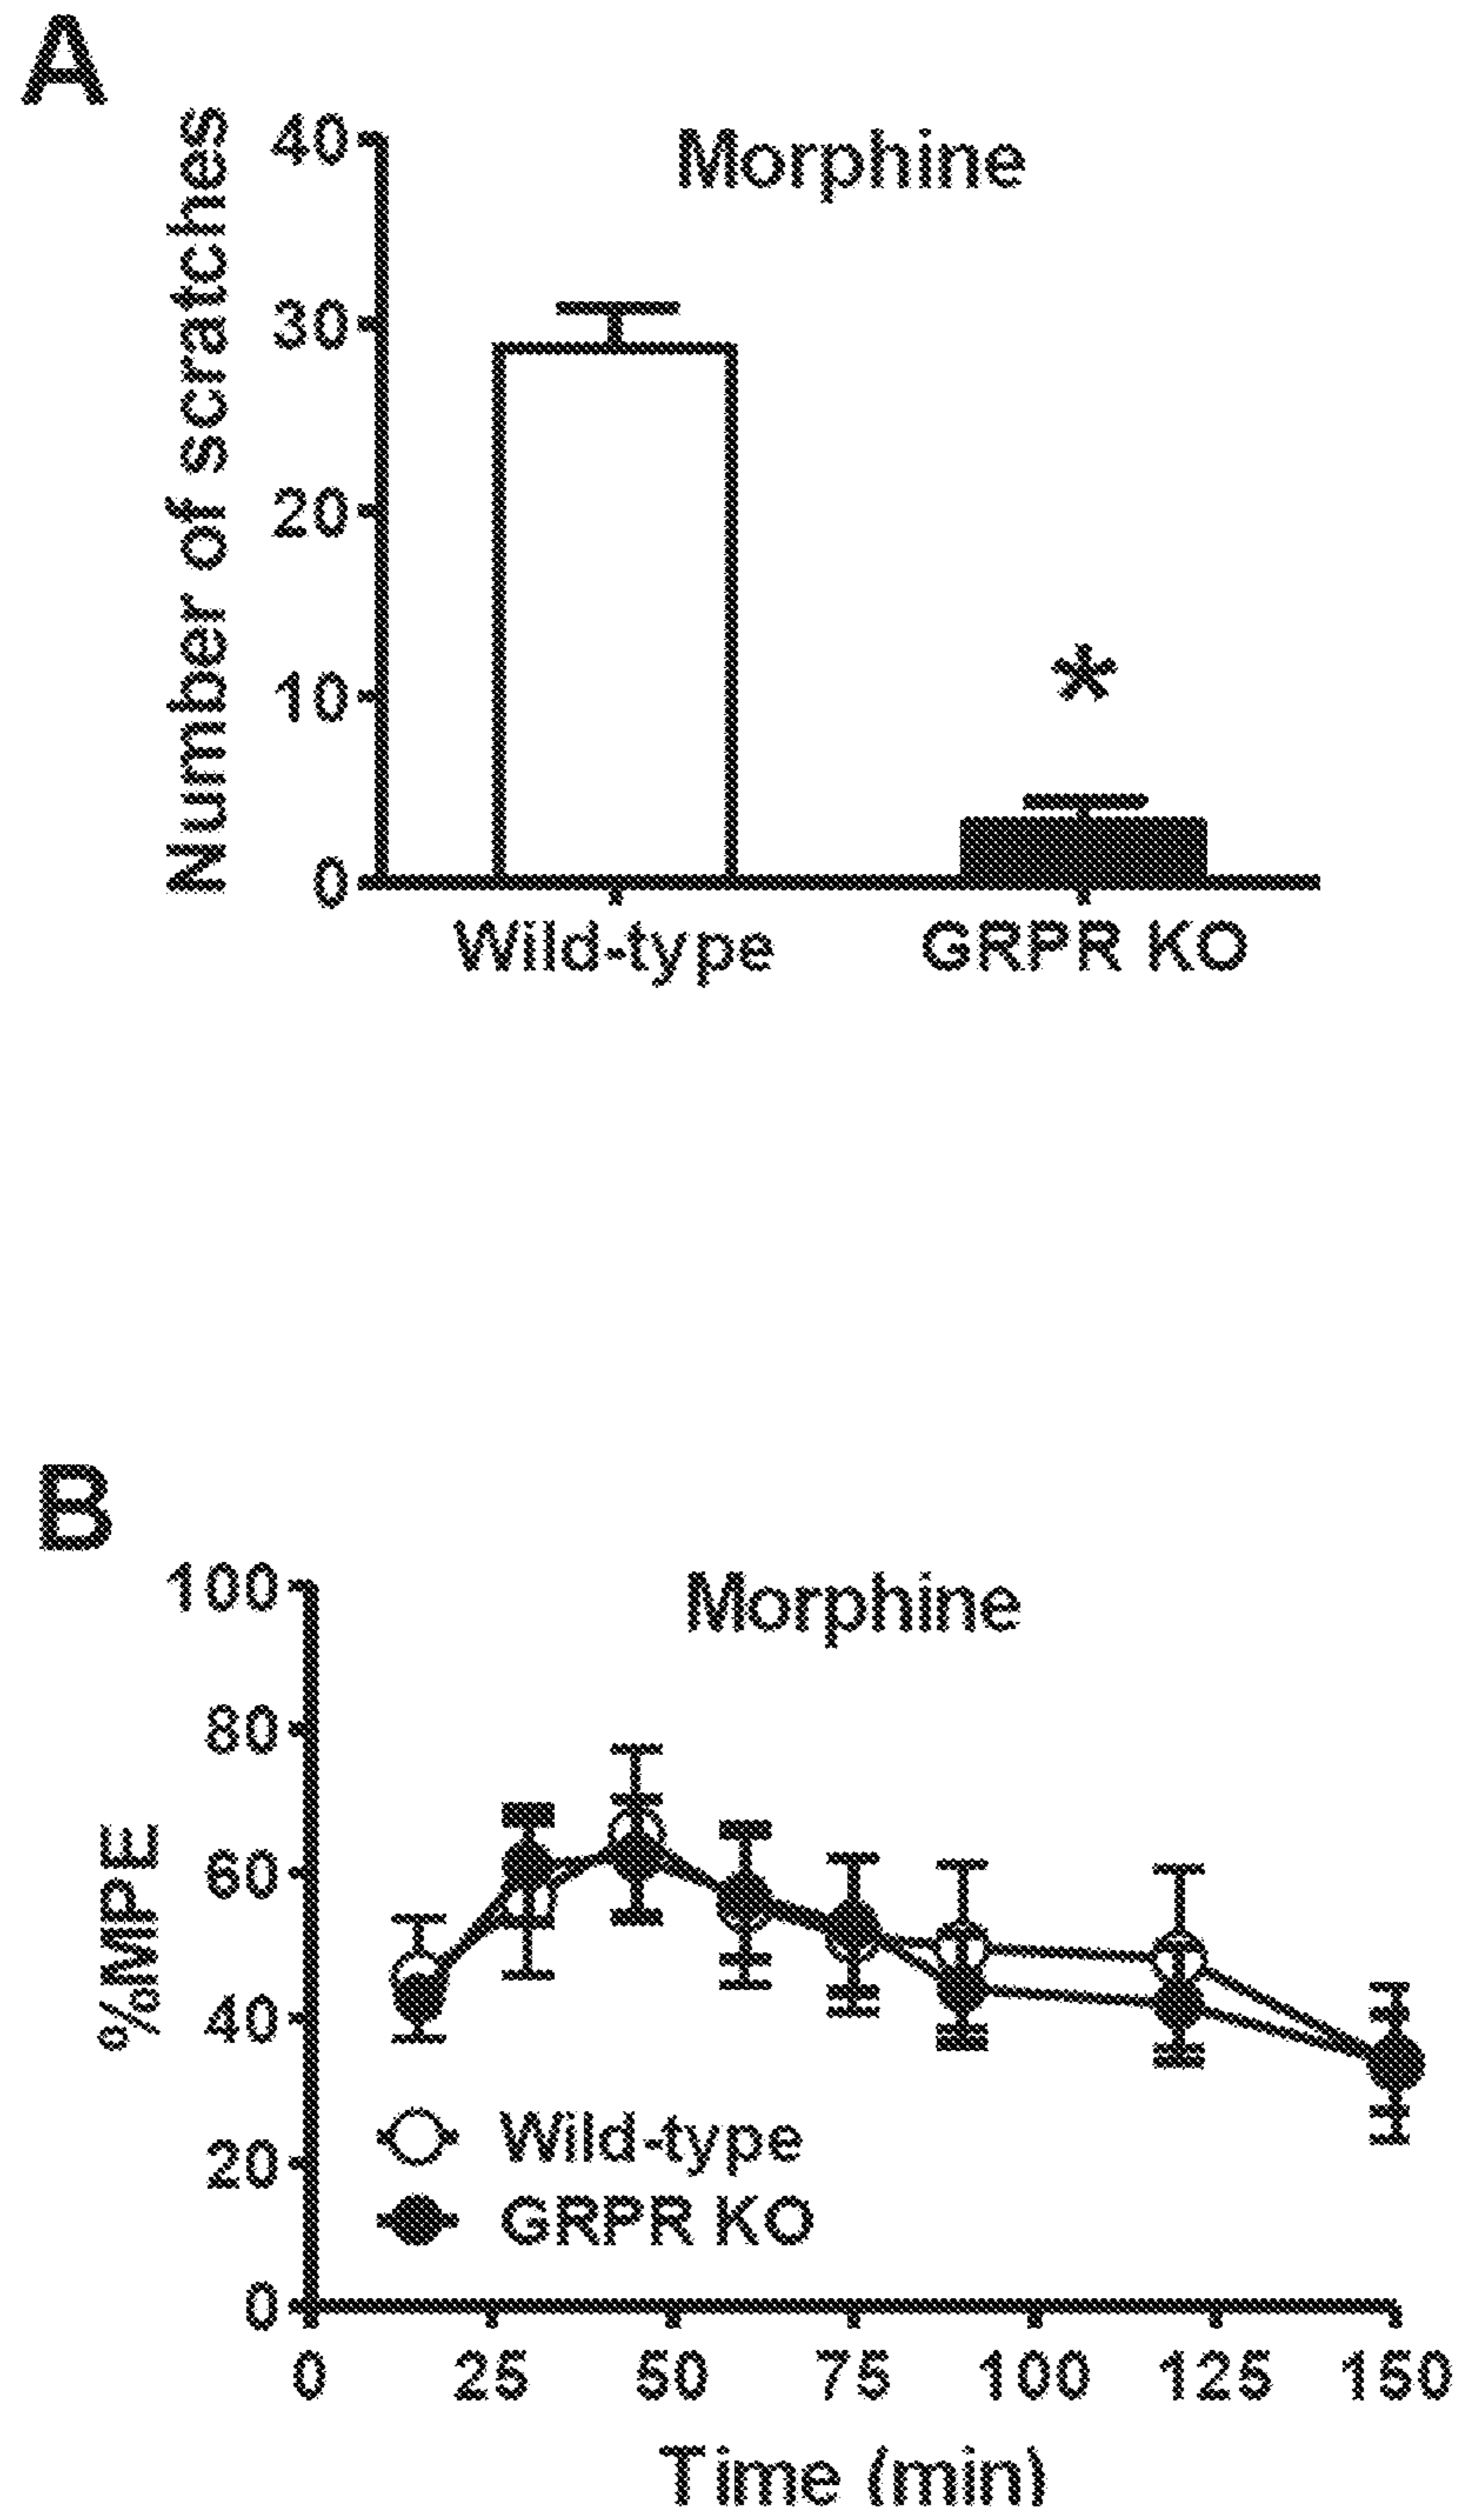 A
Morphine
Number of scratches
40
30
20
10
0
*
Wild-type
GRPR KO
B
Morphine
%MPE
100
80
60
40
20
0
Wild-type
GRPR KO
0 25 50 75 100 125 150
Time (min)